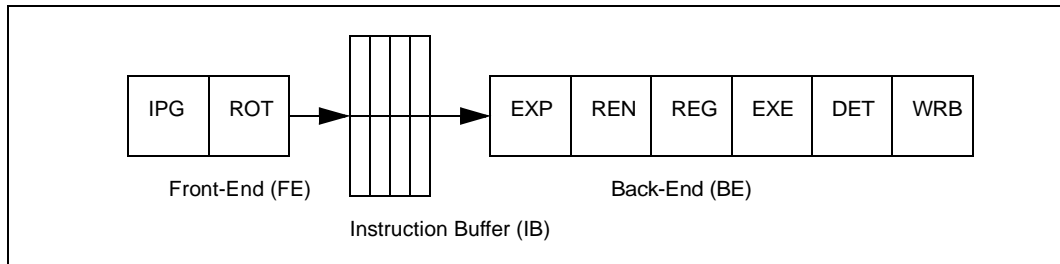 IPG ROT EXP REN REG EXE DET WRB
Front-End (FE) Back-End (BE)
Instruction Buffer (IB)